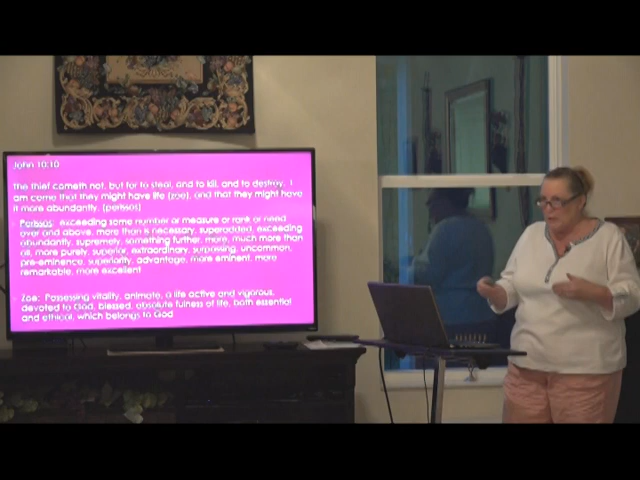 John 10:10
The thief cometh not, but for to steal, and to kill, and to destroy. I
am come that they might have life (zoe), and that they might have
it more abundantly. (perissos)
Perissos: exceeding some number or measure or rank or need
over and above, more than is necessary, superadded, exceeding
abundantly, supremely, something further, more, much more than
all, more purely, superior, extraordinary, surpassing, uncommon,
pre-eminence, superiority, advantage, more eminent, more
remarkable, more excellent
Zoe: Possessing vitality, animate, a life active and vigorous,
devoted to God, blessed, absolute fulness of life, both essential
and ethical, which belongs to God